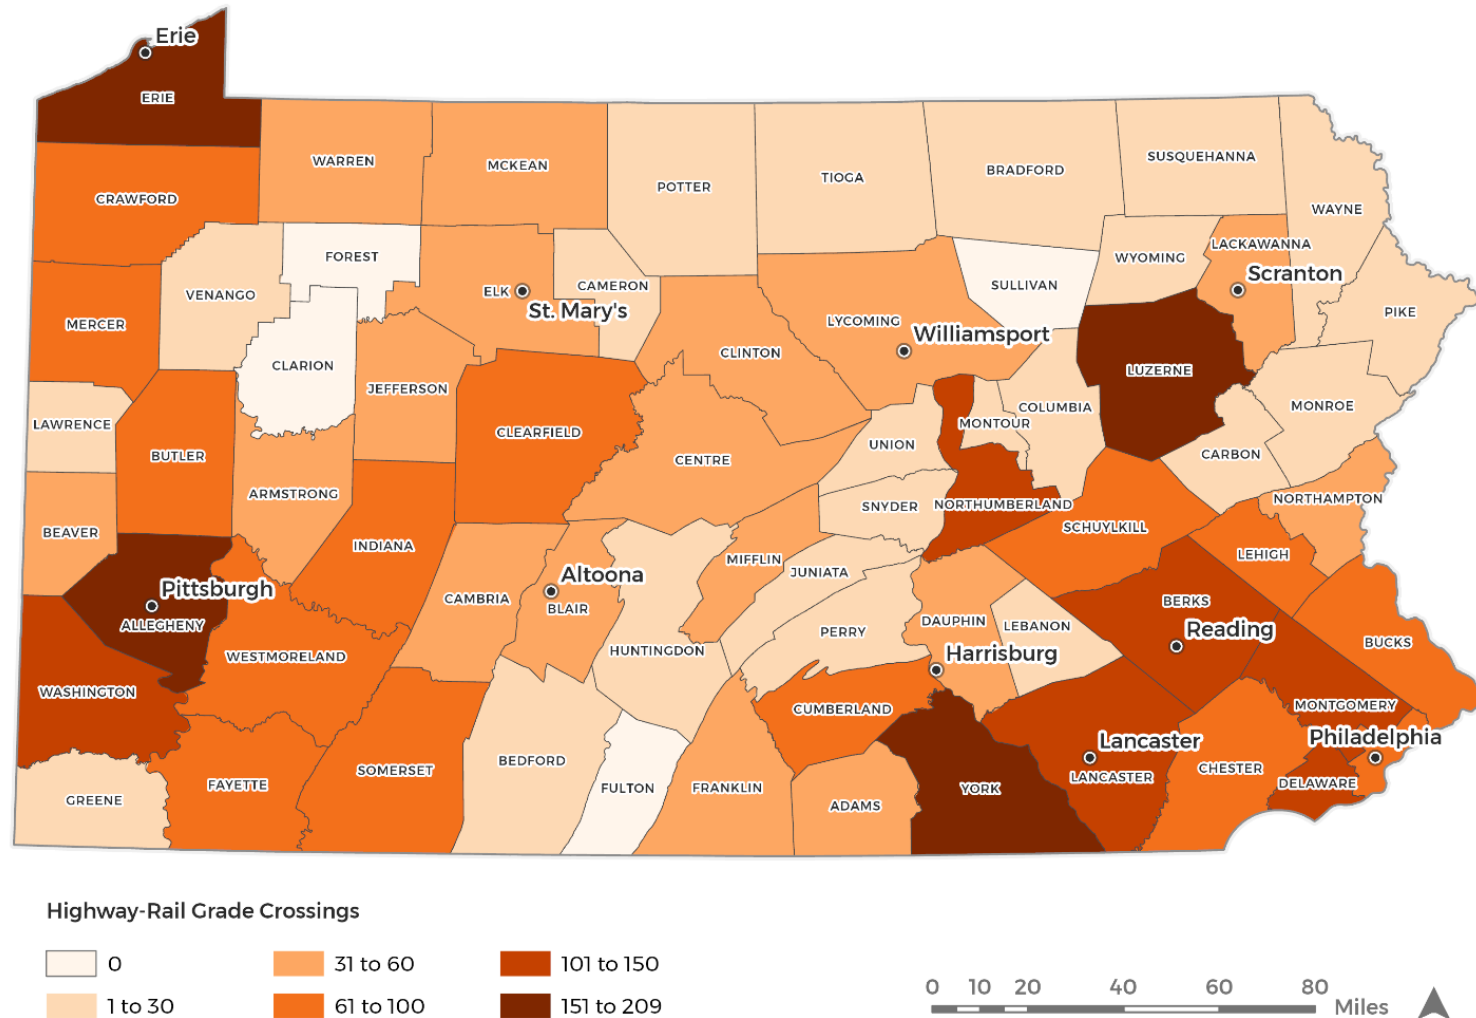 Erie
ERIE
WARREN
MCKEAN
SUSQUEHANNA
BRADFORD
TIOGA
POTTER
CRAWFORD
WAYNE
LACKAWANNA
FOREST
WYOMING
Scranton
SULLIVAN
CAMERON
ELK
VENANGO
St. Mary's
PIKE
LYCOMING
MERCER
Williamsport
CLINTON
CLARION
LUZERNE
JEFFERSON
COLUMBIA
MONROE
LAWRENCE
MONTOUR
CLEARFIELD
UNION
BUTLER
CENTRE
CARBON
ARMSTRONG
NORTHAMPTON
SNYDER
NORTHUMBERLAND
SCHUYLKILL
BEAVER
INDIANA
LEHIGH
MIFFLIN
JUNIATA
Altoona
Pittsburgh
CAMBRIA
BLAIR
BERKS
ALLEGHENY
DAUPHIN
LEBANON
PERRY
Reading
BUCKS
HUNTINGDON
Harrisburg
WESTMORELAND
WASHINGTON
CUMBERLAND
MONTGOMERY
Philadelphia
Lancaster
BEDFORD
SOMERSET
CHESTER
LANCASTER
DELAWARE
FAYETTE
FULTON
FRANKLIN
YORK
GREENE
ADAMS
Highway-Rail Grade Crossings
0
31 to 60
101 to 150
1 to 30
61 to 100
151 to 209
0 10 20 40 60 80
Miles